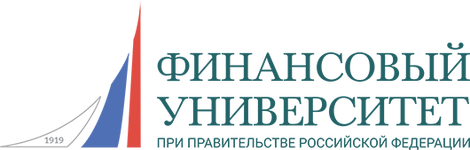 1919
ФИНАНСОВЫЙ
УНИВЕРСИТЕТ
ПРИ ПРАВИТЕЛЬСТВЕ РОССИЙСКОЙ ФЕДЕРАЦИИ